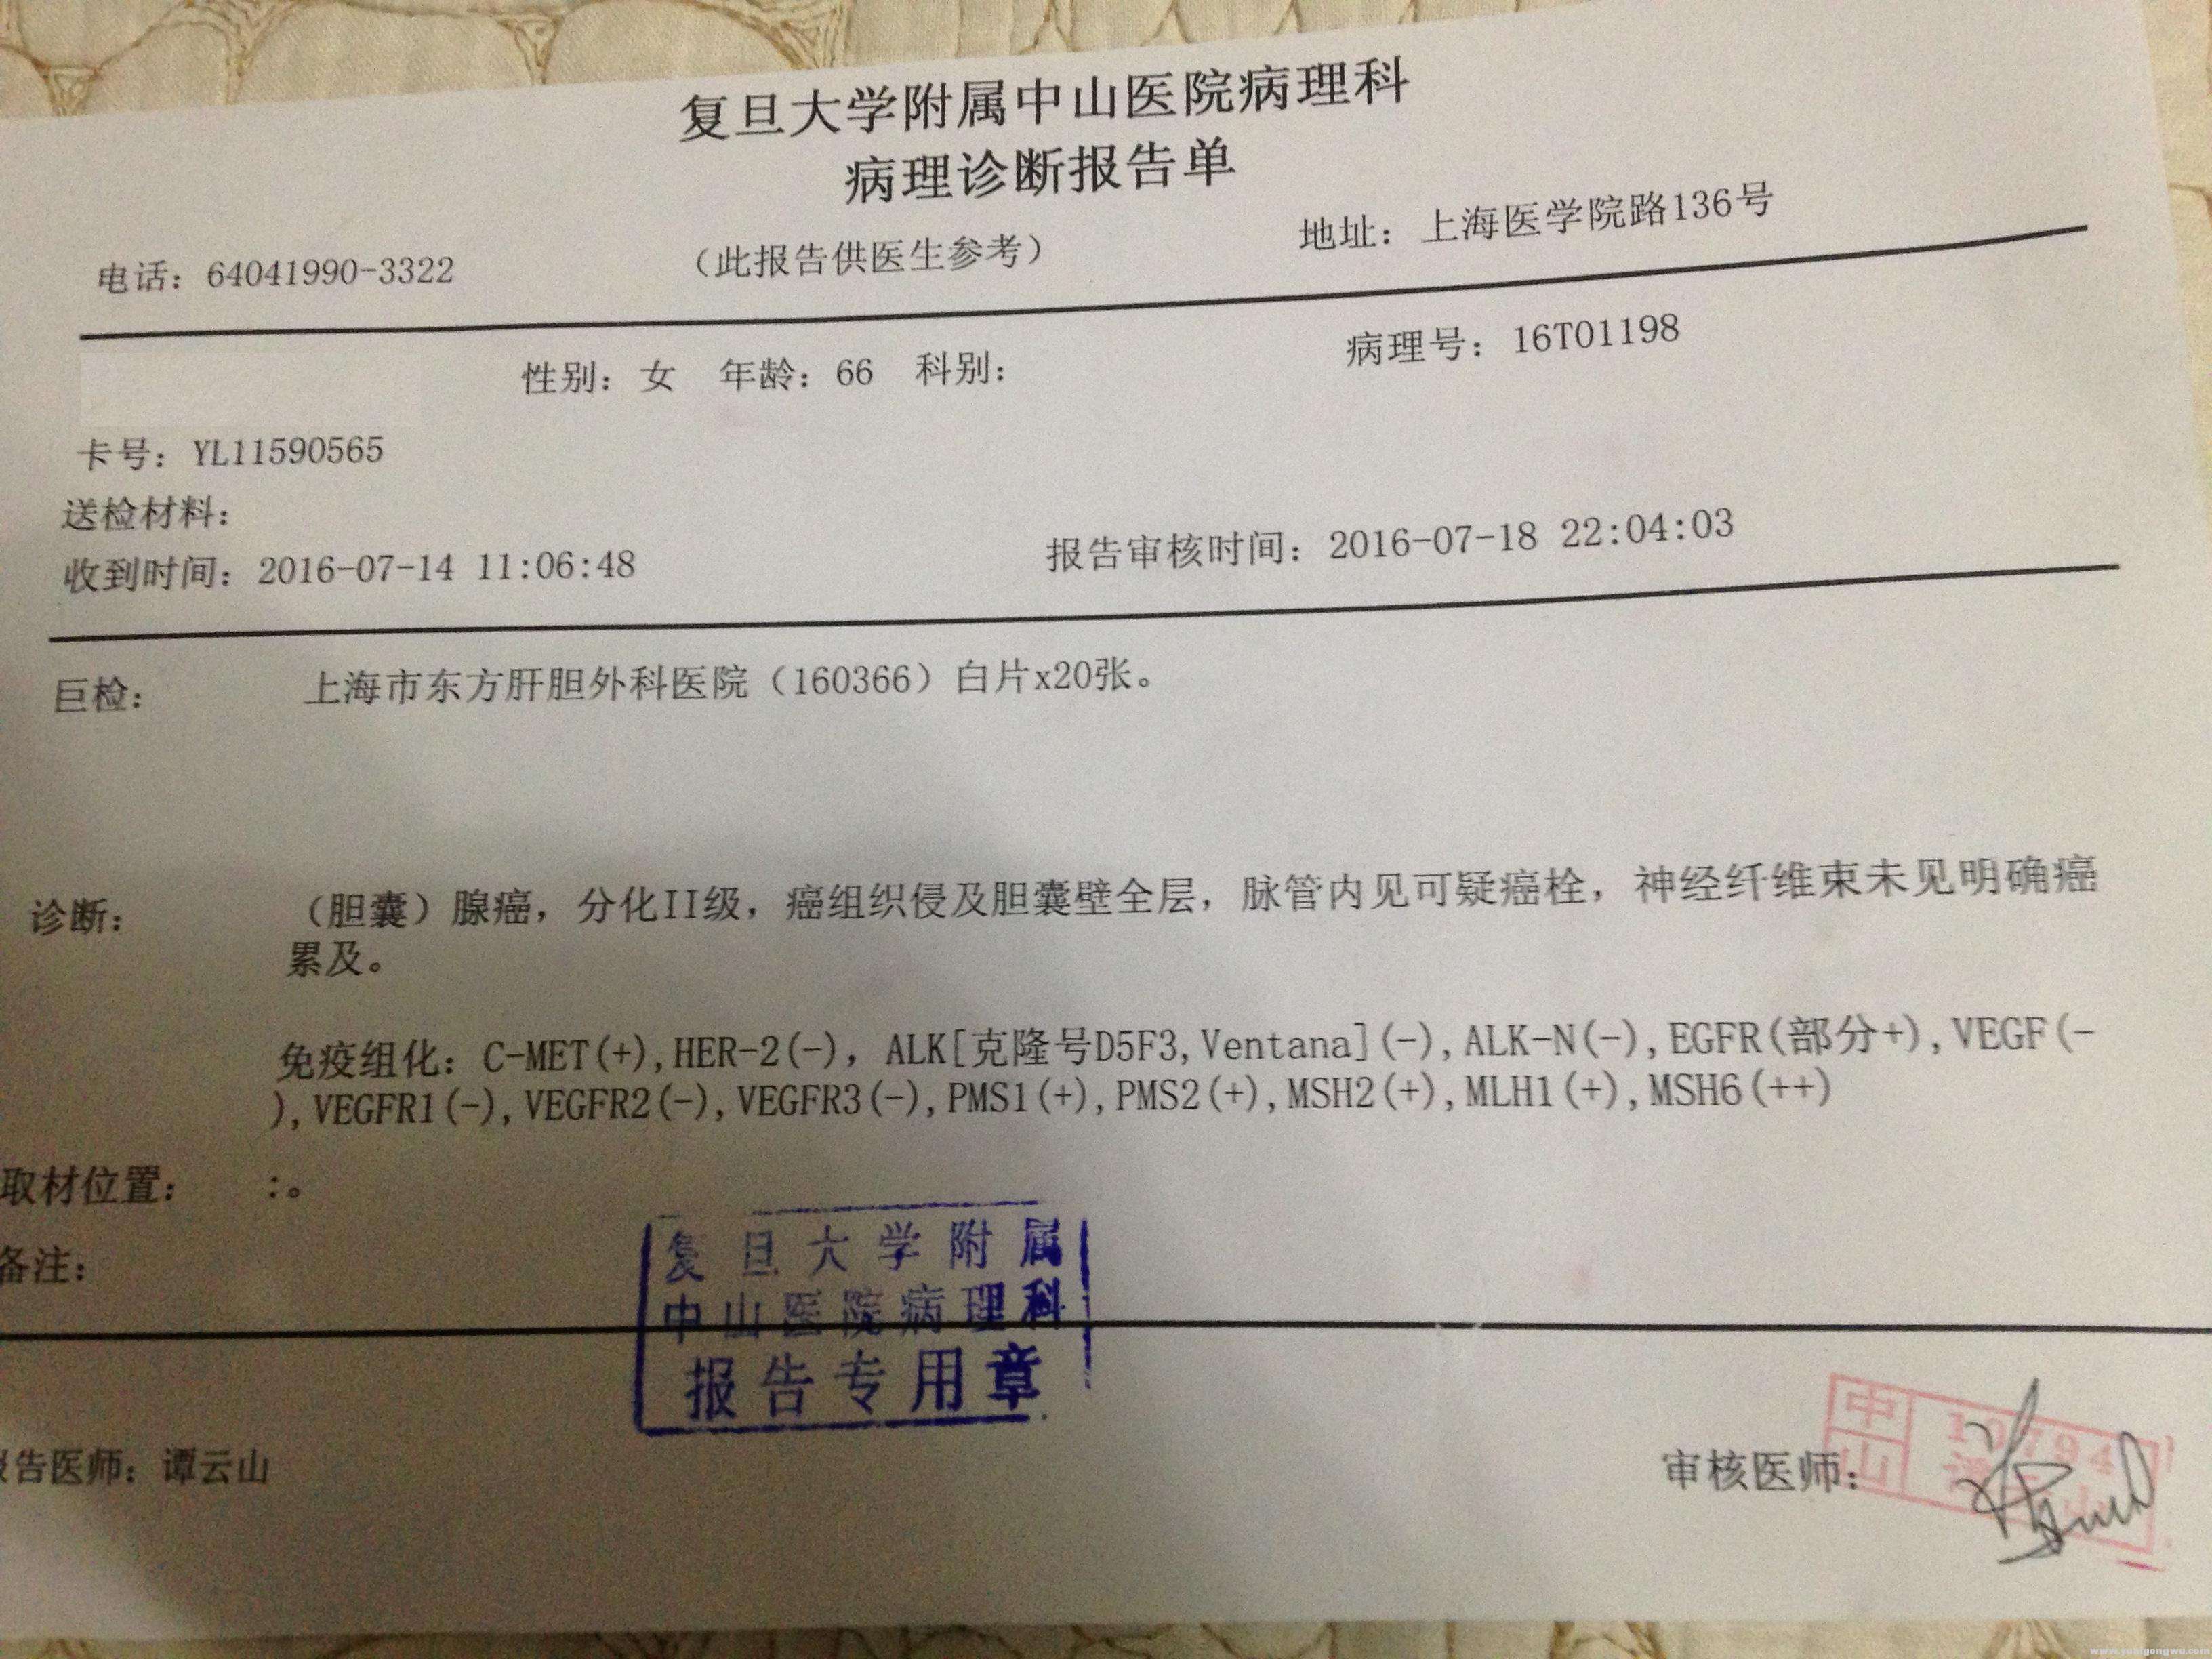 复旦大学附属中山医院病理科
病理诊断报告单
电话：64041990-3322 （此报告供医生参考） 地址：上海医学院路136号
性别：女 年龄：66 科别： 病理号：16T01198
卡号：YL11590565
送检材料：
收到时间：2016-07-14 11:06:48 报告审核时间：2016-07-18 22:04:03
巨检： 上海市东方肝胆外科医院（160366）白片x20张。
诊断： （胆囊）腺癌，分化II级，癌组织侵及胆囊壁全层，脉管内见可疑癌栓，神经纤维束未见明确癌
累及。
免疫组化：C-MET(+),HER-2(-)，ALK[克隆号D5F3,Ventana](-),ALK-N(-),EGFR(部分+),VEGF(-
),VEGFR1(-),VEGFR2(-),VEGFR3(-),PMS1(+),PMS2(+),MSH2(+),MLH1(+),MSH6(++)
取材位置： :。
备注：
复旦大学附属
中山医院病理科
报告专用章
报告医师：谭云山 审核医师：
中山